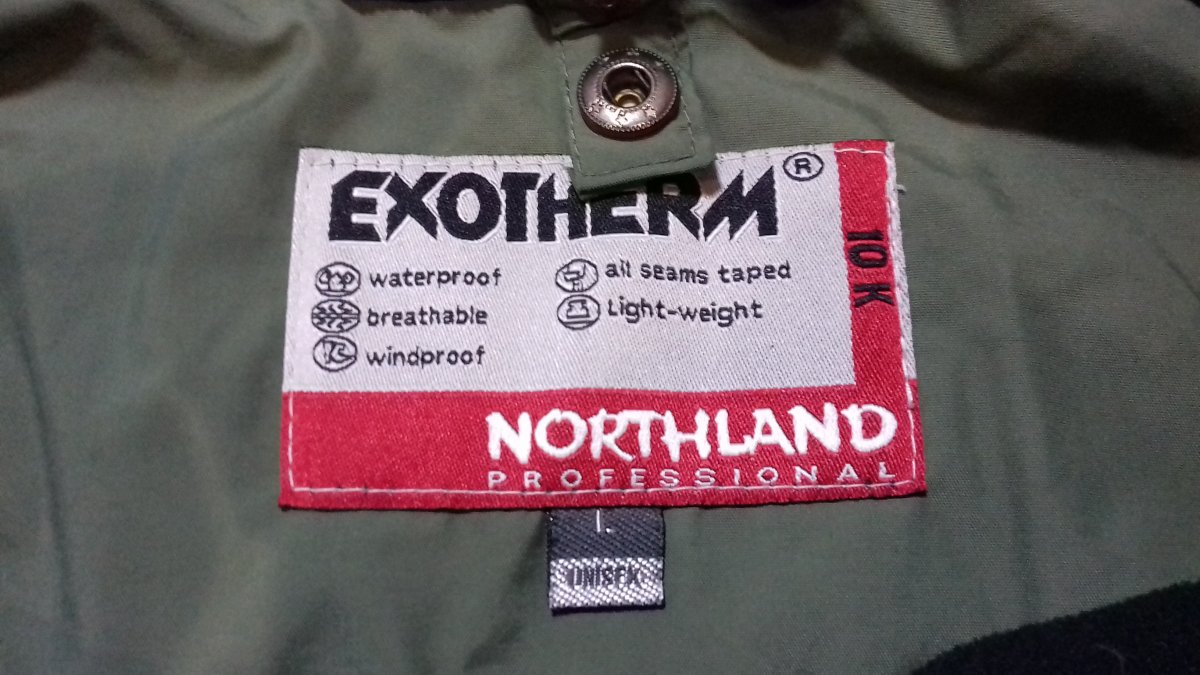 EXOTHERM®
waterproof
all seams taped
breathable
Light-weight
windproof
10 K
NORTHLAND
PROFESSIONAL
UNISEX